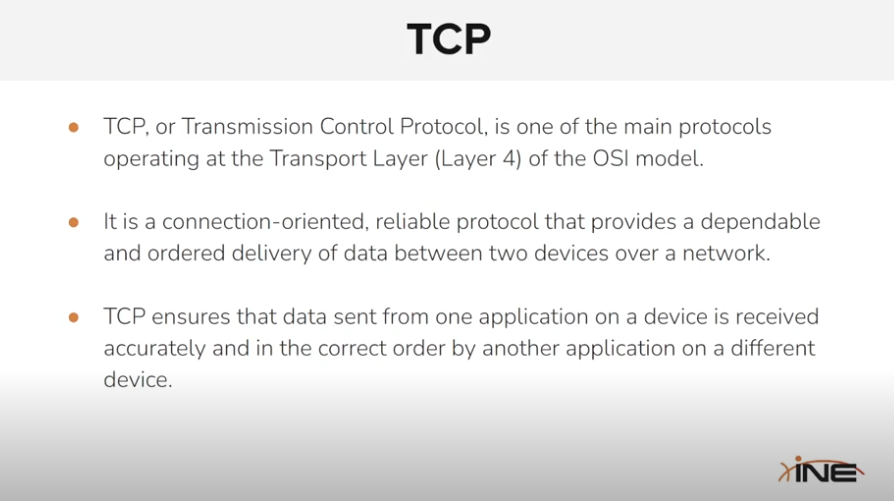 TCP
TCP, or Transmission Control Protocol, is one of the main protocols
operating at the Transport Layer (Layer 4) of the OSI model.
It is a connection-oriented, reliable protocol that provides a dependable
and ordered delivery of data between two devices over a network.
TCP ensures that data sent from one application on a device is received
accurately and in the correct order by another application on a different
device.
iNE